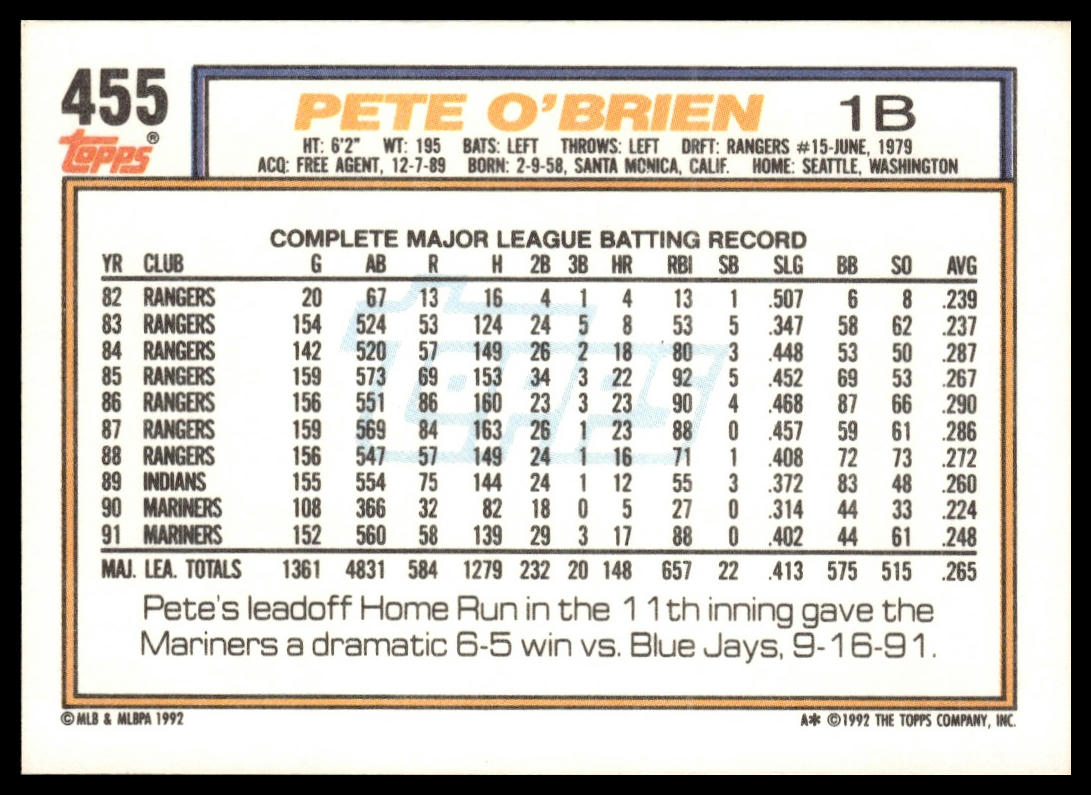 455
Topps®
PETE O'BRIEN 1B
HT: 6'2" WT: 195 BATS: LEFT THROWS: LEFT DRFT: RANGERS #15-JUNE, 1979
ACQ: FREE AGENT, 12-7-89 BORN: 2-9-58, SANTA MONICA, CALIF. HOME: SEATTLE, WASHINGTON
COMPLETE MAJOR LEAGUE BATTING RECORD
YR CLUB G AB R H 2B 3B HR RBI SB SLG BB SO AVG
82 RANGERS 20 67 13 16 4 1 4 13 1 .507 6 8 .239
83 RANGERS 154 524 53 124 24 5 8 53 5 .347 58 62 .237
84 RANGERS 142 520 57 149 26 2 18 80 3 .448 53 50 .287
85 RANGERS 159 573 69 153 34 3 22 92 5 .452 69 53 .267
86 RANGERS 156 551 86 160 23 3 23 90 4 .468 87 66 .290
87 RANGERS 159 569 84 163 26 1 23 88 0 .457 59 61 .286
88 RANGERS 156 547 57 149 24 1 16 71 1 .408 72 73 .272
89 INDIANS 155 554 75 144 24 1 12 55 3 .372 83 48 .260
90 MARINERS 108 366 32 82 18 0 5 27 0 .314 44 33 .224
91 MARINERS 152 560 58 139 29 3 17 88 0 .402 44 61 .248
MAJ. LEA. TOTALS 1361 4831 584 1279 232 20 148 657 22 .413 575 515 .265
Topps
Pete's leadoff Home Run in the 11th inning gave the
Mariners a dramatic 6-5 win vs. Blue Jays, 9-16-91.
©MLB & MLBPA 1992
A* ©1992 THE TOPPS COMPANY, INC.